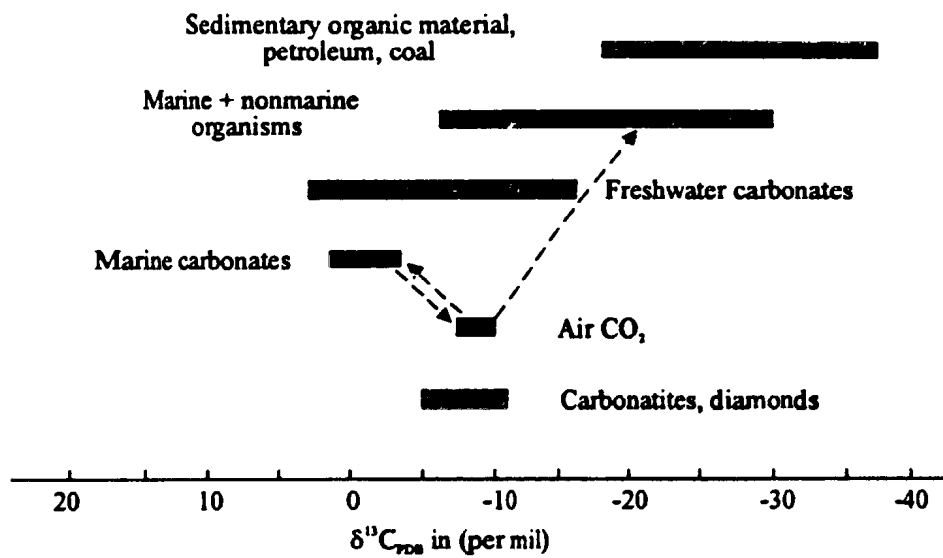 Sedimentary organic material,
petroleum, coal
Marine + nonmarine
organisms
Freshwater carbonates
Marine carbonates
Air CO₂
Carbonatites, diamonds
20 10 0 -10 -20 -30 -40
δ¹³C_PDB in (per mil)